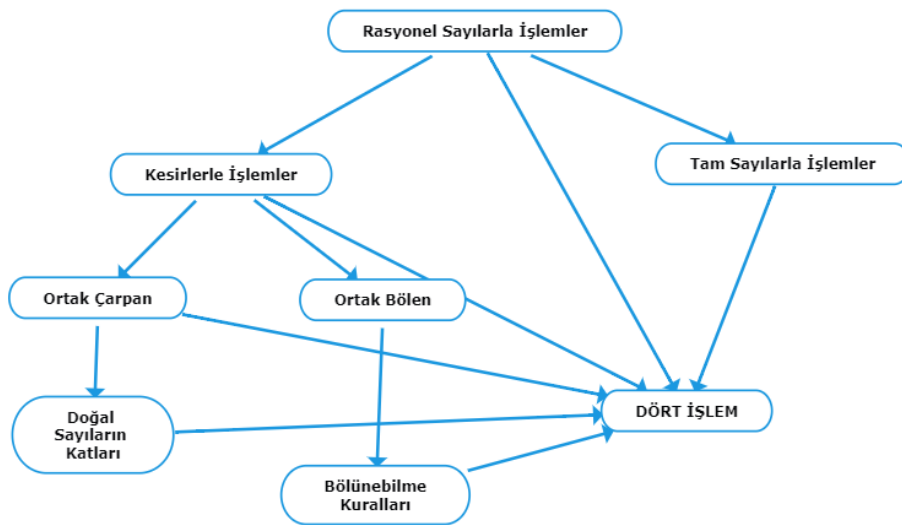 Rasyonel Sayılarla İşlemler
Kesirlerle İşlemler
Tam Sayılarla İşlemler
Ortak Çarpan
Ortak Bölen
Doğal
Sayıların
Katları
DÖRT İŞLEM
Bölünebilme
Kuralları